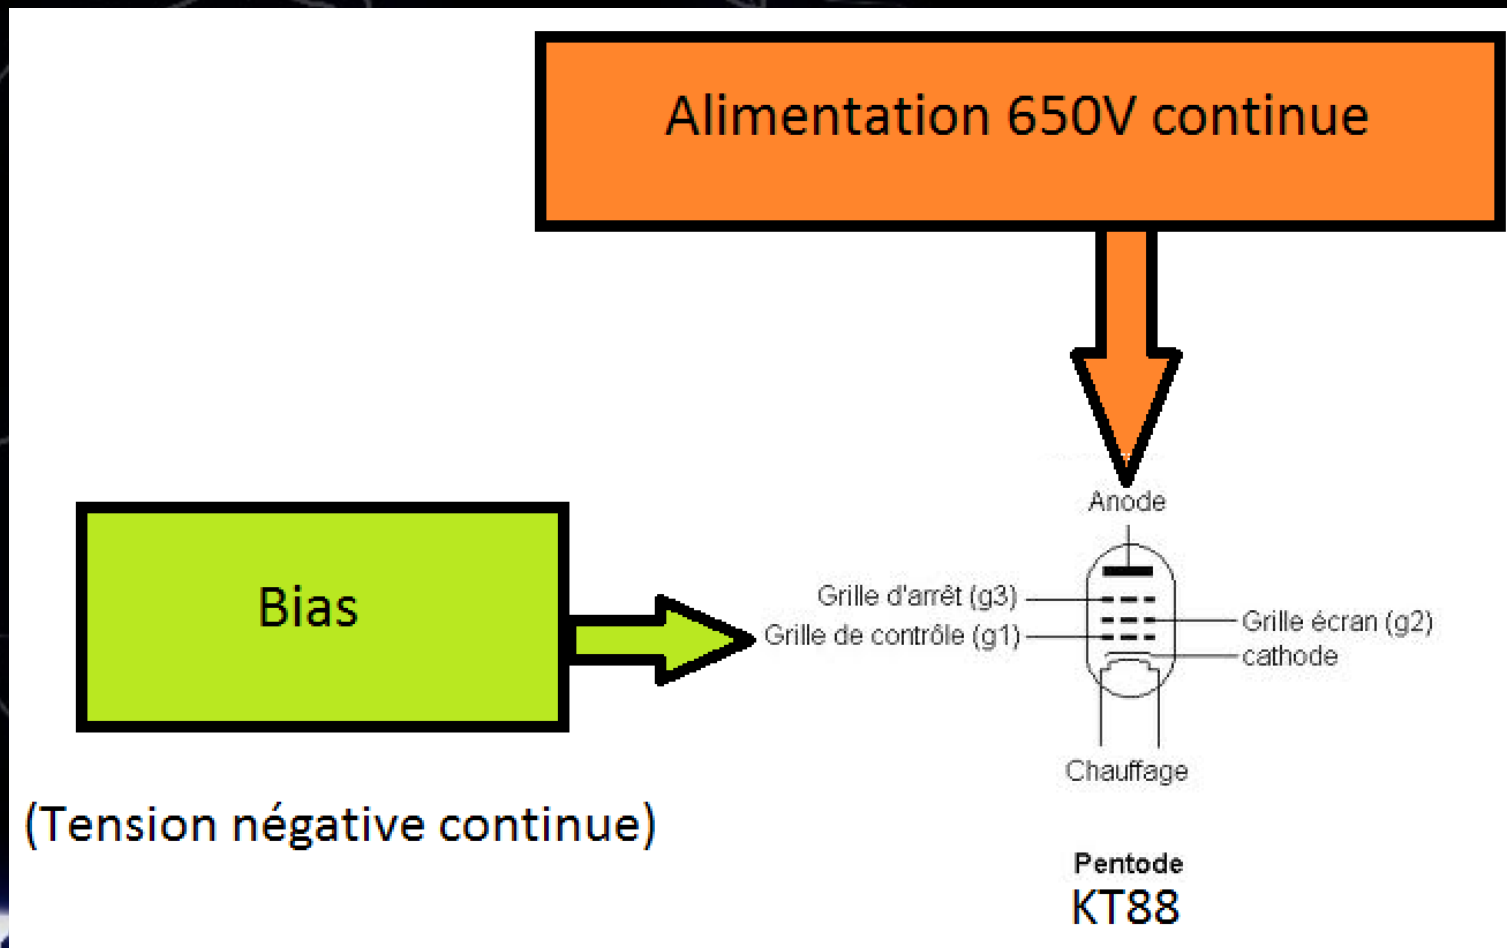 Alimentation 650V continue
Anode
Bias
Grille d'arrêt (g3)
Grille écran (g2)
Grille de contrôle (g1)
cathode
Chauffage
(Tension négative continue)
Pentode
KT88